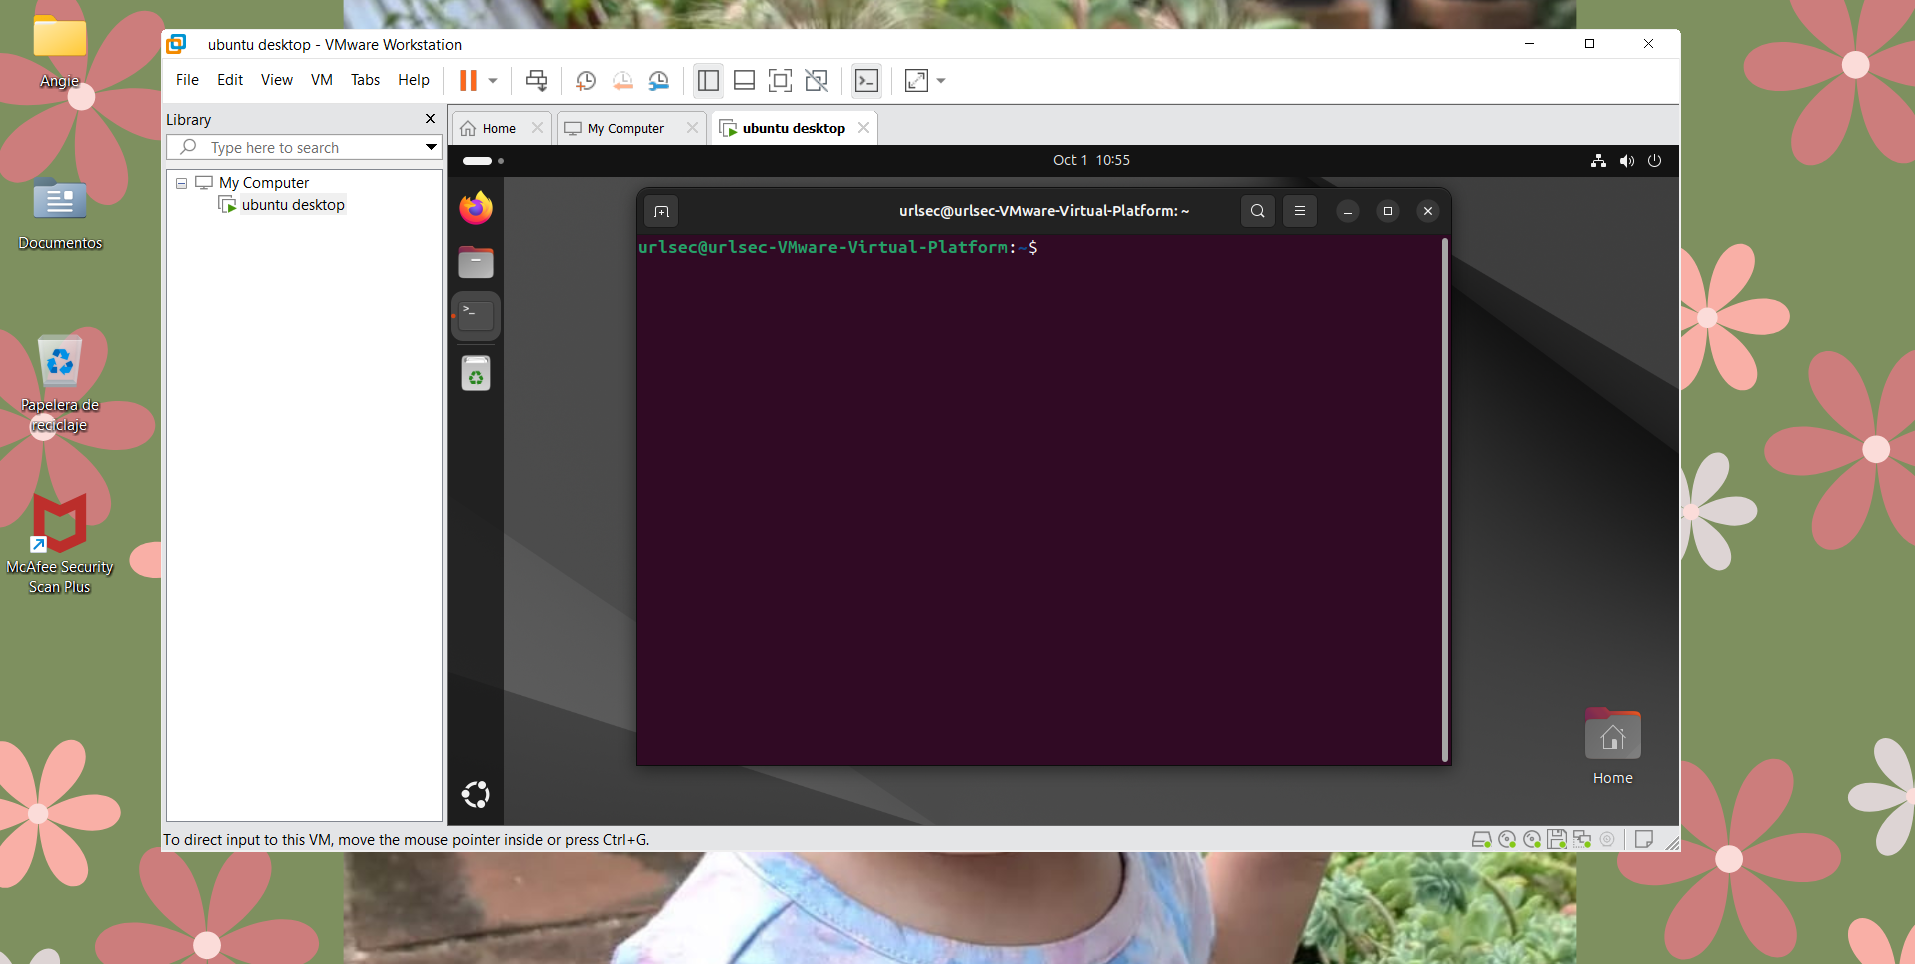 Angie
Documentos
Papelera de
reciclaje
McAfee Security
Scan Plus
ubuntu desktop - VMware Workstation
File Edit View VM Tabs Help
Library
Type here to search
My Computer
ubuntu desktop
Home
My Computer
ubuntu desktop
Oct 1 10:55
urlsec@urlsec-VMware-Virtual-Platform: ~
urlsec@urlsec-VMware-Virtual-Platform:~$
Home
To direct input to this VM, move the mouse pointer inside or press Ctrl+G.